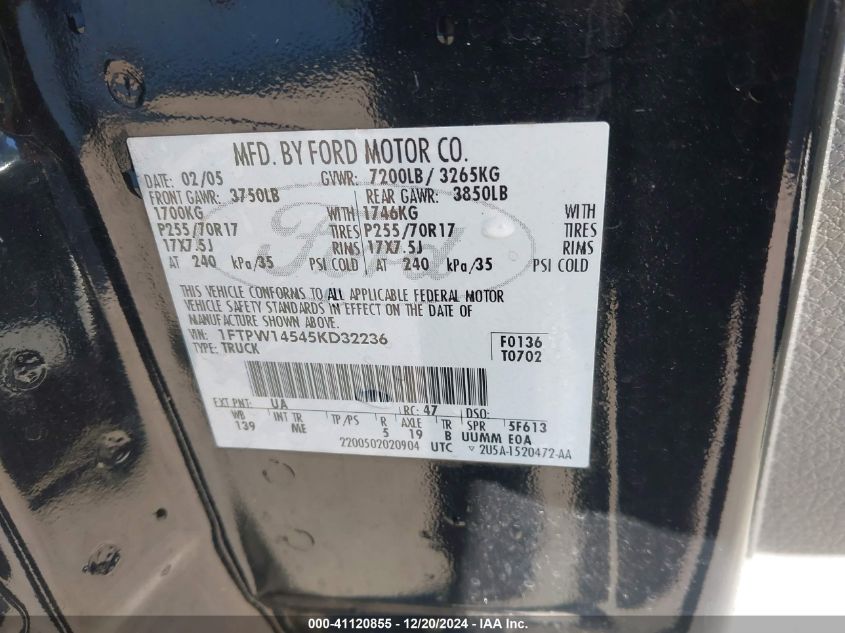 MFD. BY FORD MOTOR CO.
DATE: 02/05 GVWR: 7200LB/ 3265KG
FRONT GAWR: 3750LB REAR GAWR: 3850LB
1700KG WITH 1746KG WITH
P255/70R17 TIRES P255/70R17 TIRES
17X7.5J RIMS 17X7.5J RIMS
AT 240 kPa/35 PSI COLD AT 240 kPa/35 PSI COLD
Ford
THIS VEHICLE CONFORMS TO ALL APPLICABLE FEDERAL MOTOR
VEHICLE SAFETY STANDARDS IN EFFECT ON THE DATE OF
MANUFACTURE SHOWN ABOVE.
VIN: 1FTPW14545KD32236 F0136
TYPE: TRUCK T0702
EXT PNT: UA RC: 47 DSO:
WB INT TR TP/PS R AXLE TR SPR 5F613
139 ME 5 19 B UUMM E0A
2200502020904 UTC ▽ 2U5A-1520472-AA
000-41120855 - 12/20/2024 - IAA Inc.